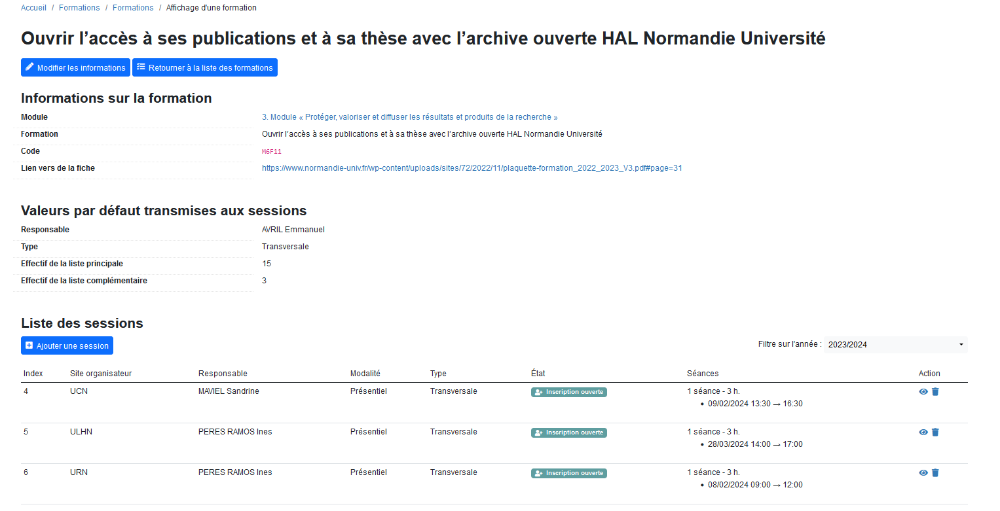 Accueil / Formations / Formations / Affichage d'une formation
Ouvrir l’accès à ses publications et à sa thèse avec l’archive ouverte HAL Normandie Université
Modifier les informations Retourner à la liste des formations
Informations sur la formation
Module 3. Module « Protéger, valoriser et diffuser les résultats et produits de la recherche »
Formation Ouvrir l’accès à ses publications et à sa thèse avec l’archive ouverte HAL Normandie Université
Code M6F11
Lien vers de la fiche https://www.normandie-univ.fr/wp-content/uploads/sites/72/2022/11/plaquette-formation_2022_2023_V3.pdf#page=31
Valeurs par défaut transmises aux sessions
Responsable AVRIL Emmanuel
Type Transversale
Effectif de la liste principale 15
Effectif de la liste complémentaire 3
Liste des sessions
Ajouter une session Filtre sur l'année : 2023/2024
Index Site organisateur Responsable Modalité Type État Séances Action
4 UCN MAVIEL Sandrine Présentiel Transversale Inscription ouverte 1 séance - 3 h.
• 09/02/2024 13:30 → 16:30
5 ULHN PERES RAMOS Ines Présentiel Transversale Inscription ouverte 1 séance - 3 h.
• 28/03/2024 14:00 → 17:00
6 URN PERES RAMOS Ines Présentiel Transversale Inscription ouverte 1 séance - 3 h.
• 08/02/2024 09:00 → 12:00